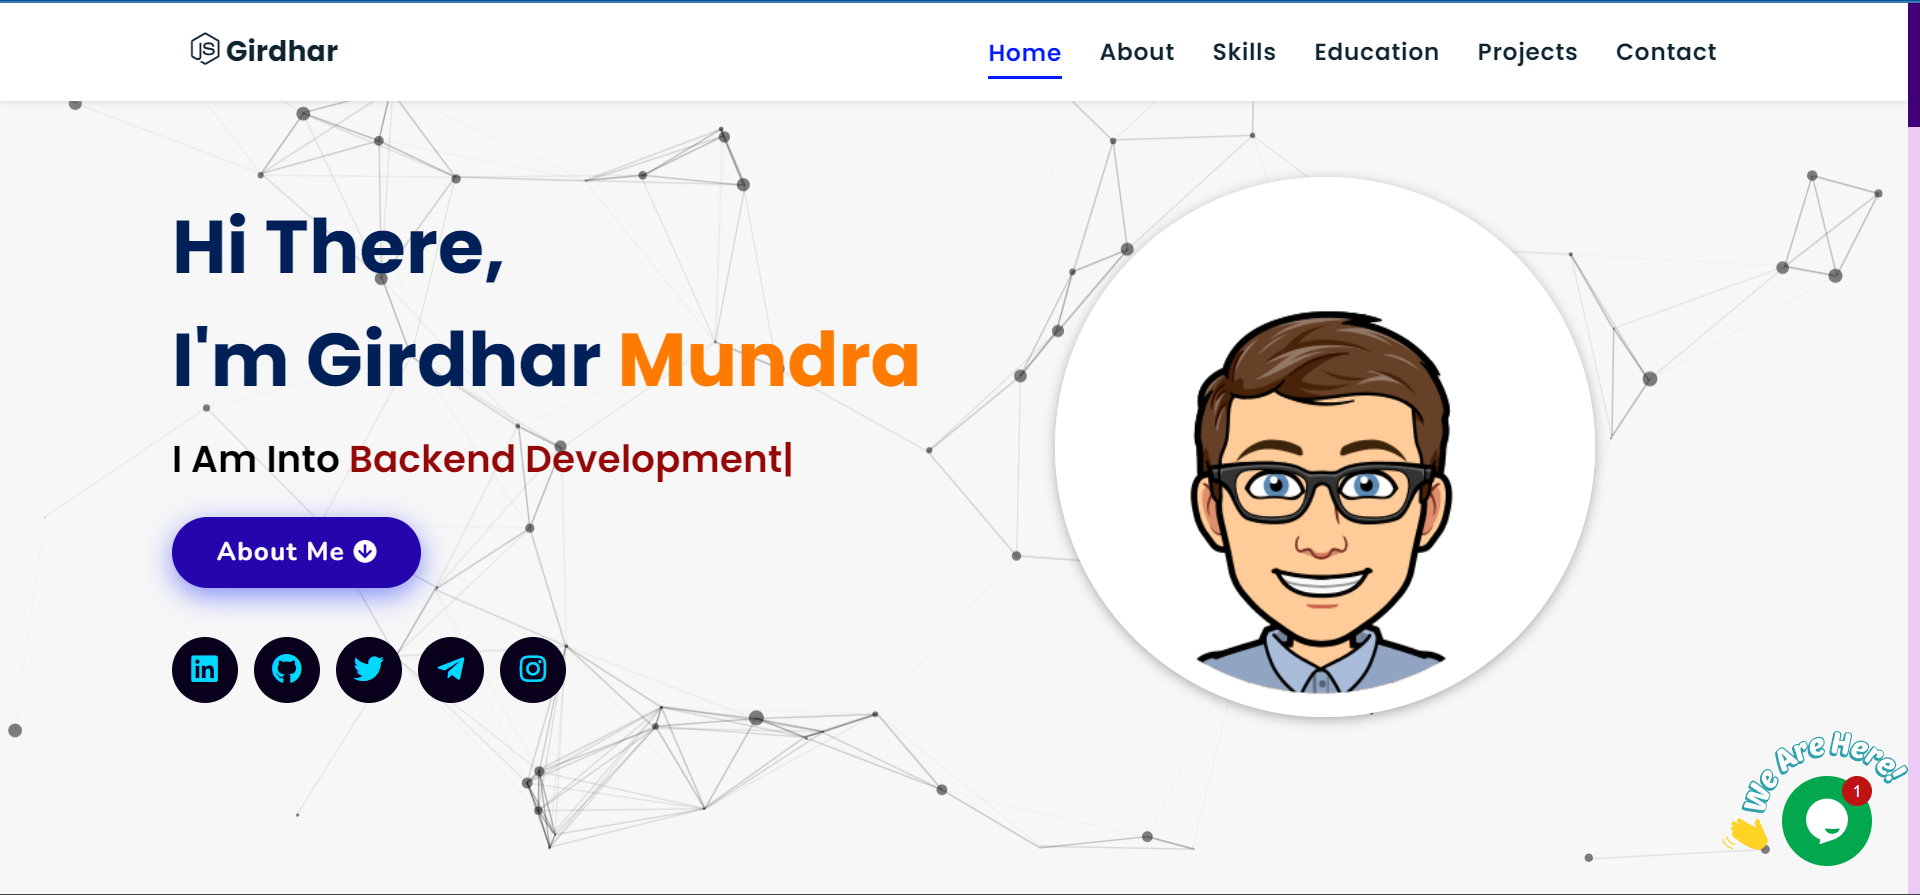 JS Girdhar
Home About Skills Education Projects Contact
Hi There,
I'm Girdhar Mundra
I Am Into Backend Development|
About Me
in
We Are Here!
1